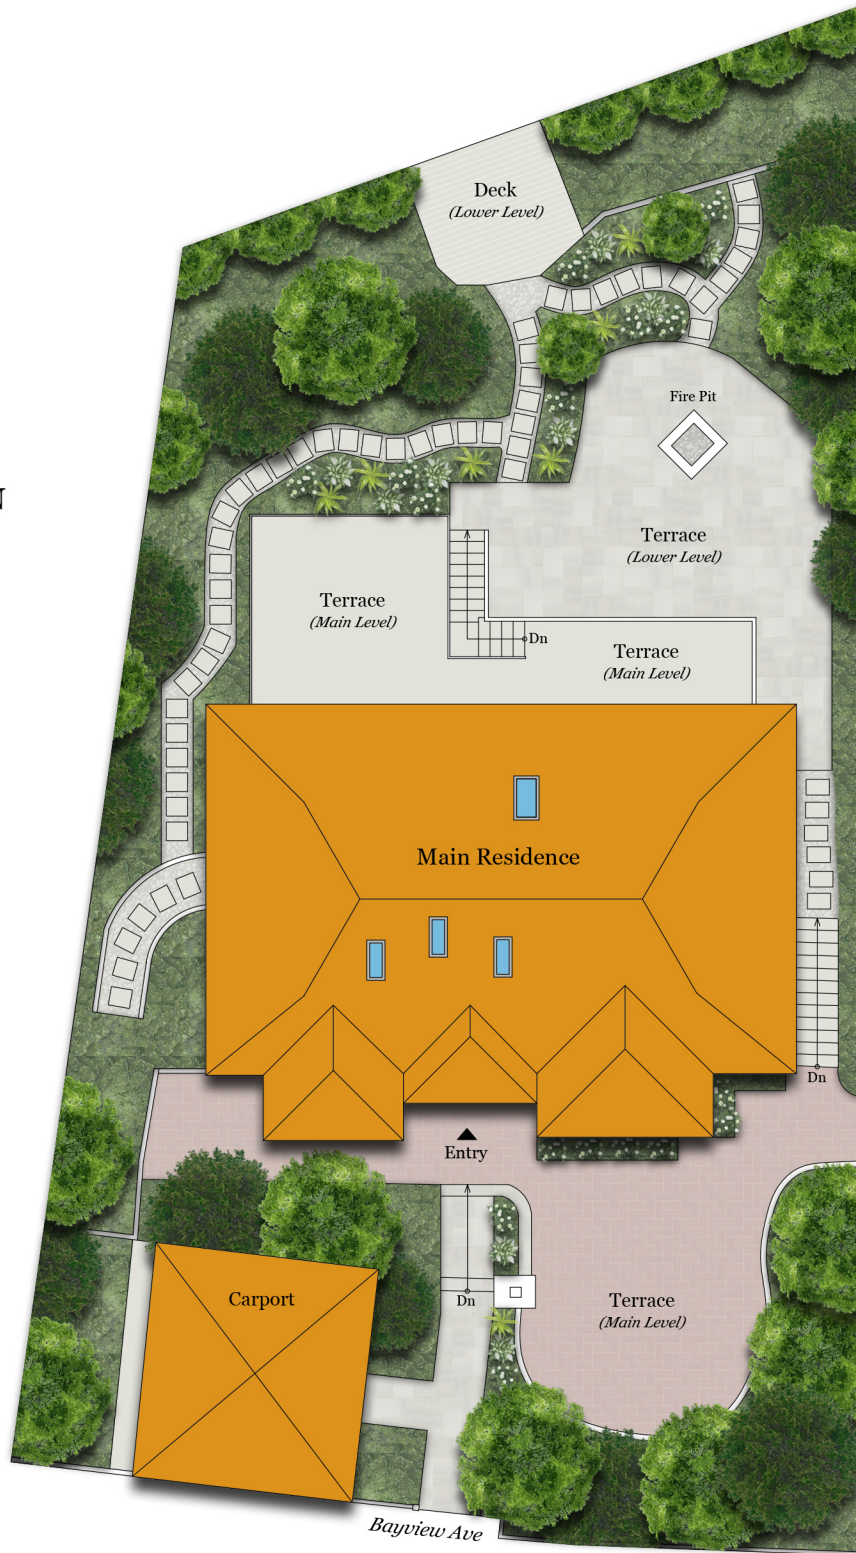 Deck
(Lower Level)
Fire Pit
N
Terrace
(Lower Level)
Terrace
(Main Level)
Dn
Terrace
(Main Level)
Main Residence
Dn
Entry
Carport
Dn
Terrace
(Main Level)
Bayview Ave